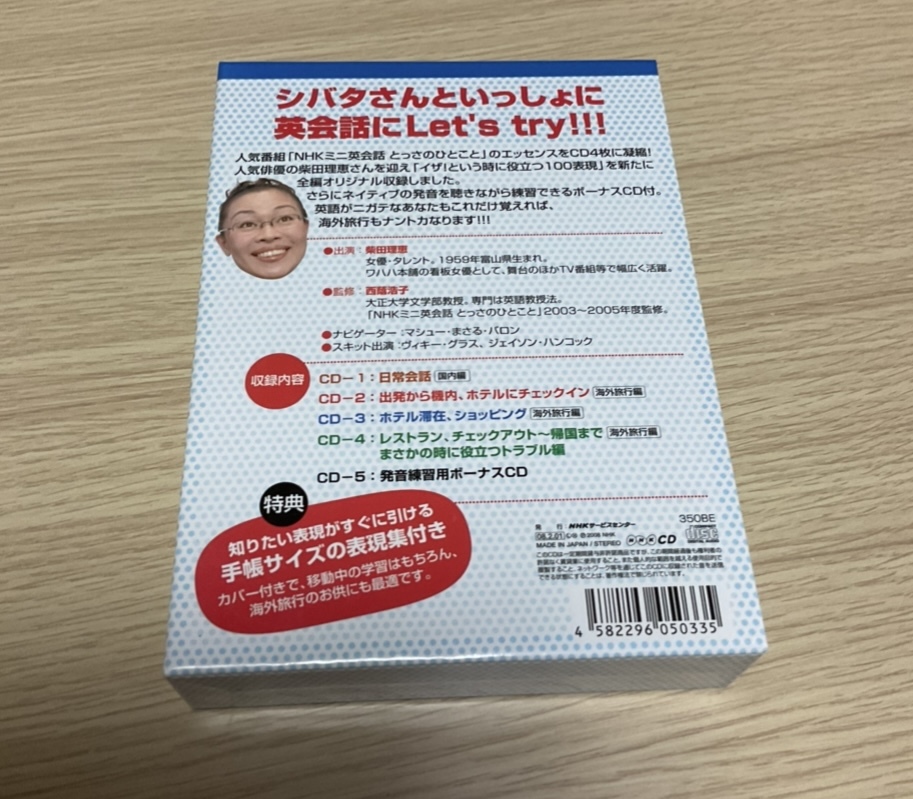 シバタさんといっしょに
英会話にLet's try!!!
人気番組「NHKミニ英会話 とっさのひとこと」のエッセンスをCD4枚に凝縮!
人気俳優の柴田理恵さんを迎え「イザ!という時に役立つ100表現」を新たに
全編オリジナル収録しました。
さらにネイティブの発音を聴きながら練習できるボーナスCD付。
英語がニガテなあなたもこれだけ覚えれば、
海外旅行もナントカなります!!!
●出演：柴田理恵
女優・タレント。1959年富山県生まれ。
ワハハ本舗の看板女優として、舞台のほかTV番組等で幅広く活躍。
●監修：西蔭浩子
大正大学文学部教授。専門は英語教授法。
「NHKミニ英会話 とっさのひとこと」2003〜2005年度監修。
●ナビゲーター：マシュー・まさる・バロン
●スキット出演：ヴィキー・グラス、ジェイソン・ハンコック
収録内容
CD−1：日常会話 国内編
CD−2：出発から機内、ホテルにチェックイン 海外旅行編
CD−3：ホテル滞在、ショッピング 海外旅行編
CD−4：レストラン、チェックアウト〜帰国まで 海外旅行編
まさかの時に役立つトラブル編
CD−5：発音練習用ボーナスCD
特典
知りたい表現がすぐに引ける
手帳サイズの表現集付き
カバー付きで、移動中の学習はもちろん、
海外旅行のお供にも最適です。
350BE
発 行 NHKサービスセンター
MADE IN JAPAN / STEREO NHK CD
4 582296 050335